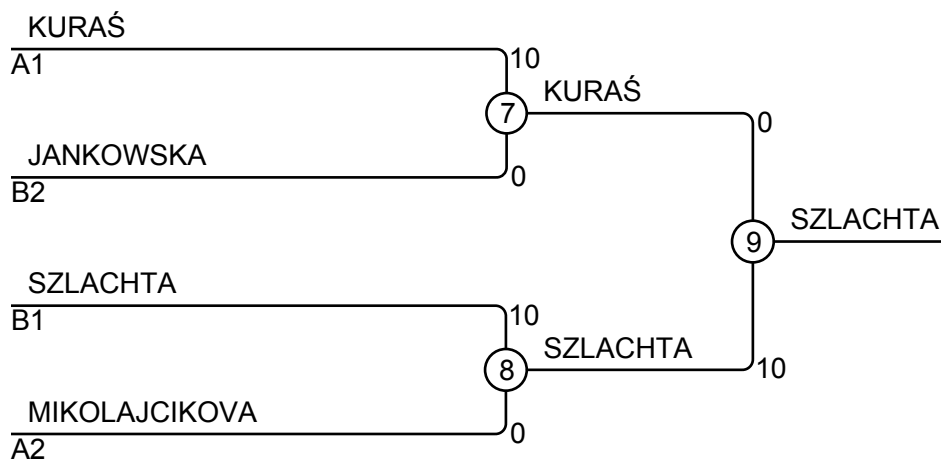 KURAŚ
A1
10
7
KURAŚ
0
JANKOWSKA
B2
0
9
SZLACHTA
SZLACHTA
B1
10
8
SZLACHTA
10
MIKOLAJCIKOVA
A2
0